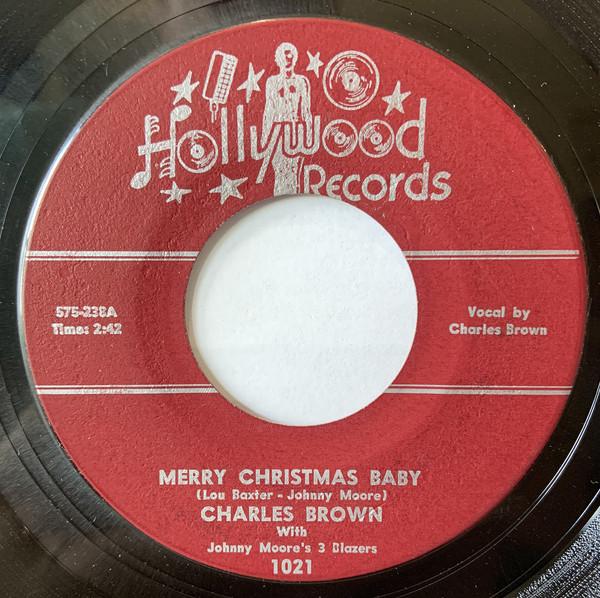 Hollywood
Records
575-238A
Time: 2:42
Vocal by
Charles Brown
MERRY CHRISTMAS BABY
(Lou Baxter - Johnny Moore)
CHARLES BROWN
With
Johnny Moore's 3 Blazers
1021